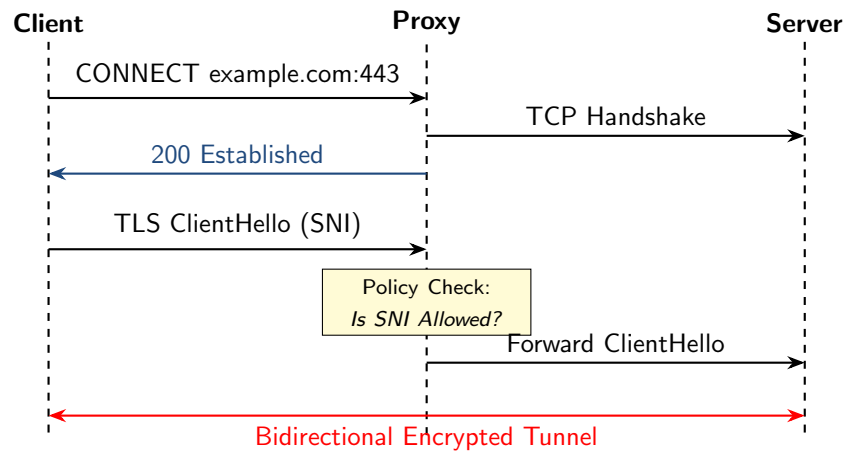 Client
Proxy
Server
CONNECT example.com:443
TCP Handshake
200 Established
TLS ClientHello (SNI)
Policy Check:
Is SNI Allowed?
Forward ClientHello
Bidirectional Encrypted Tunnel